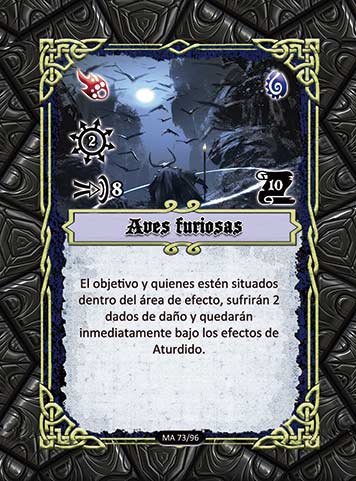 2
8
10
Aves furiosas
El objetivo y quienes estén situados
dentro del área de efecto, sufrirán 2
dados de daño y quedarán
inmediatamente bajo los efectos de
Aturdido.
MA 73/96